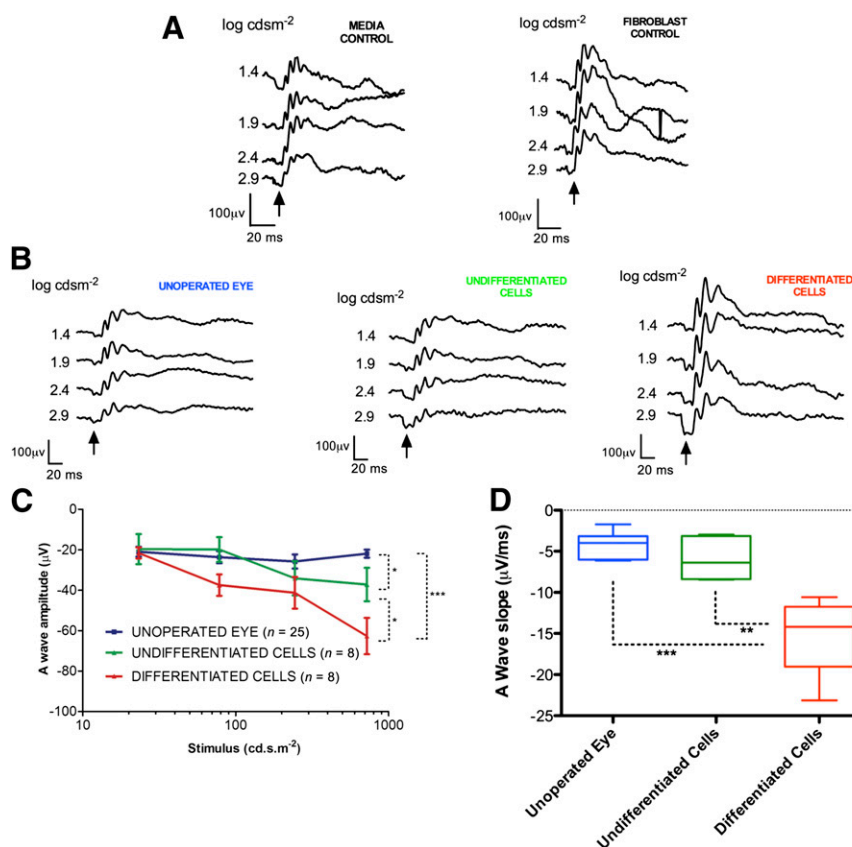 A
log cdsm-2
MEDIA
CONTROL
1.4
1.9
2.4
2.9
100μv
20 ms
log cdsm-2
FIBROBLAST
CONTROL
1.4
1.9
2.4
2.9
100μv
20 ms
B
log cdsm-2
UNOPERATED EYE
1.4
1.9
2.4
2.9
100μv
20 ms
log cdsm-2
UNDIFFERENTIATED
CELLS
1.4
1.9
2.4
2.9
100μv
20 ms
log cdsm-2
DIFFERENTIATED
CELLS
1.4
1.9
2.4
2.9
100μv
20 ms
C
A wave amplitude (μV)
0
-20
-40
-60
-80
-100
10
100
1000
Stimulus (cd.s.m-2)
UNOPERATED EYE (n = 25)
UNDIFFERENTIATED CELLS (n = 8)
DIFFERENTIATED CELLS (n = 8)
*
*
***
D
A Wave slope (μV/ms)
0
-5
-10
-15
-20
-25
**
***
Unoperated Eye
Undifferentiated Cells
Differentiated Cells